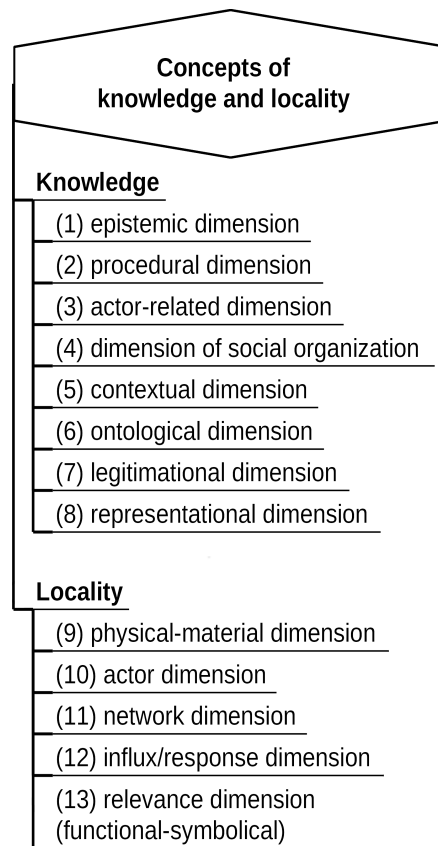 Concepts of
knowledge and locality
Knowledge
(1) epistemic dimension
(2) procedural dimension
(3) actor-related dimension
(4) dimension of social organization
(5) contextual dimension
(6) ontological dimension
(7) legitimational dimension
(8) representational dimension
Locality
(9) physical-material dimension
(10) actor dimension
(11) network dimension
(12) influx/response dimension
(13) relevance dimension
(functional-symbolical)